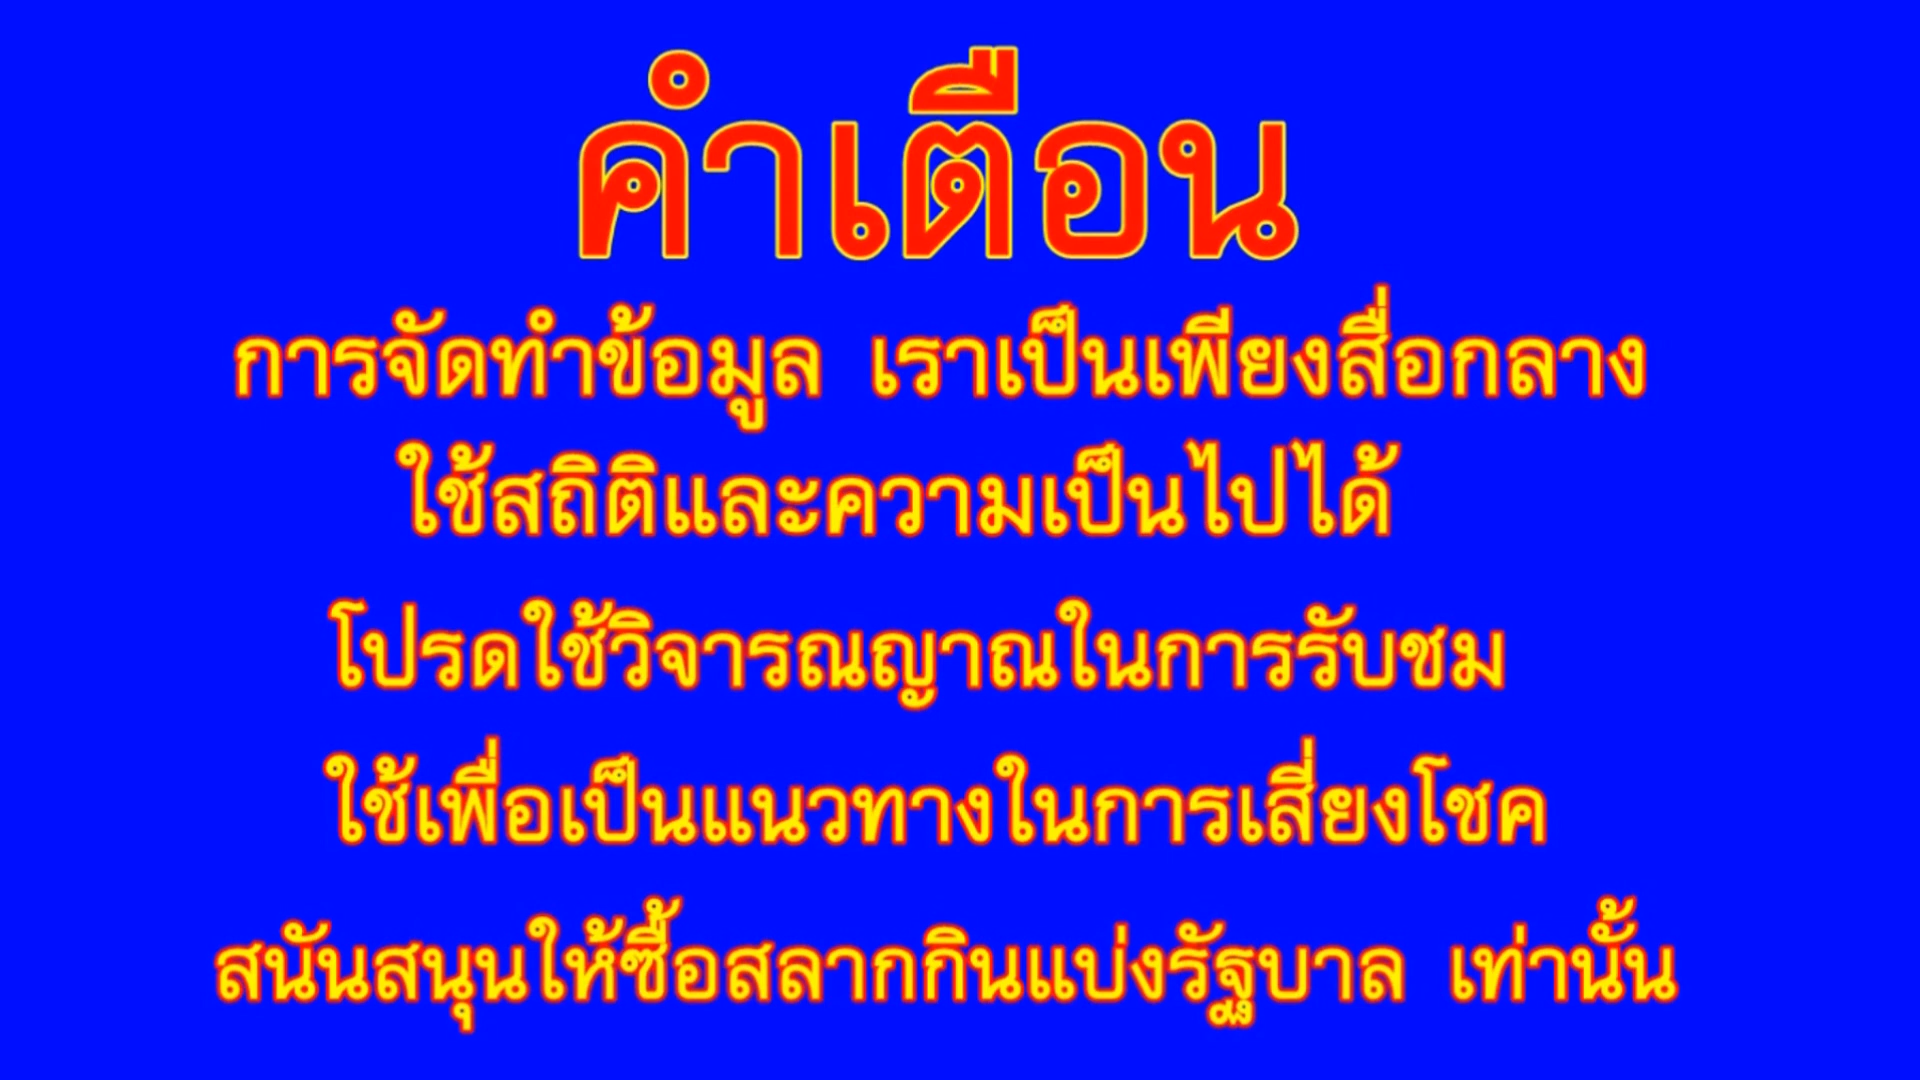 คำเตือน
การจัดทำข้อมูล เราเป็นเพียงสื่อกลาง
ใช้สถิติและความเป็นไปได้
โปรดใช้วิจารณญาณในการรับชม
ใช้เพื่อเป็นแนวทางในการเสี่ยงโชค
สนันสนุนให้ซื้อสลากกินแบ่งรัฐบาล เท่านั้น